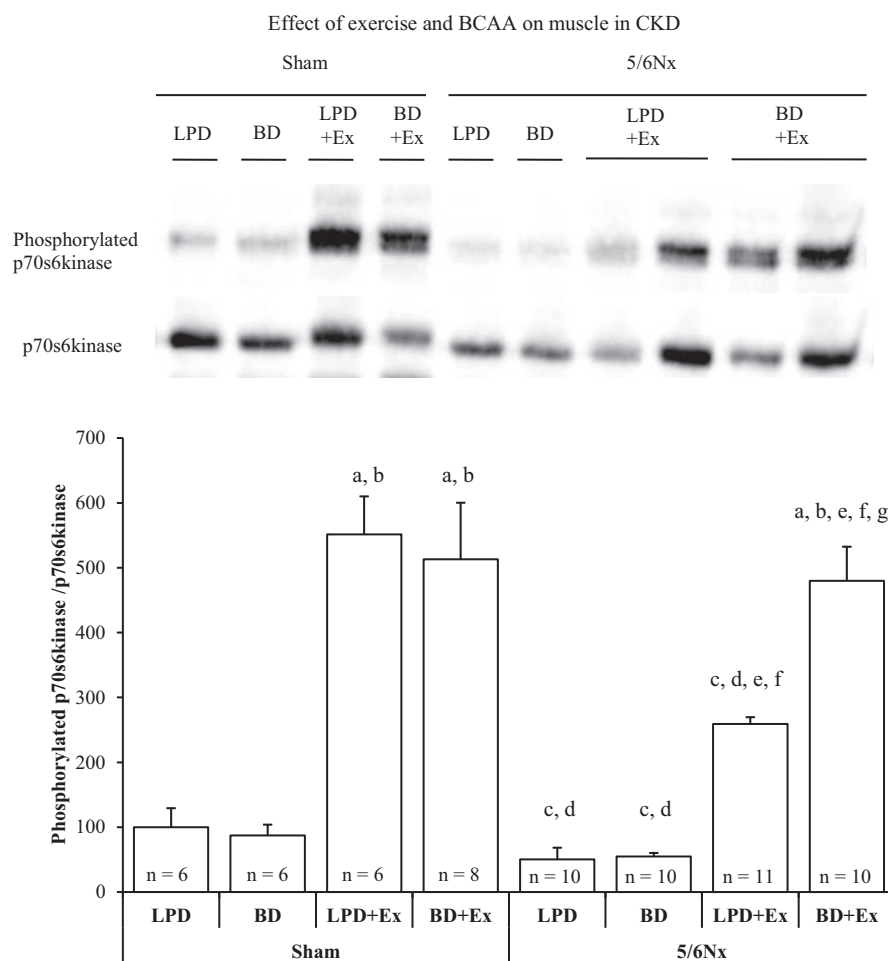 Effect of exercise and BCAA on muscle in CKD
Sham 5/6Nx
LPD BD LPD +Ex BD +Ex LPD BD LPD +Ex BD +Ex
Phosphorylated
p70s6kinase
p70s6kinase
Phosphorylated p70s6kinase /p70s6kinase
700
600
500
400
300
200
100
0
a, b
a, b
c, d
c, d
c, d, e, f
a, b, e, f, g
n = 6 n = 6 n = 6 n = 8 n = 10 n = 10 n = 11 n = 10
LPD BD LPD+Ex BD+Ex LPD BD LPD+Ex BD+Ex
Sham 5/6Nx